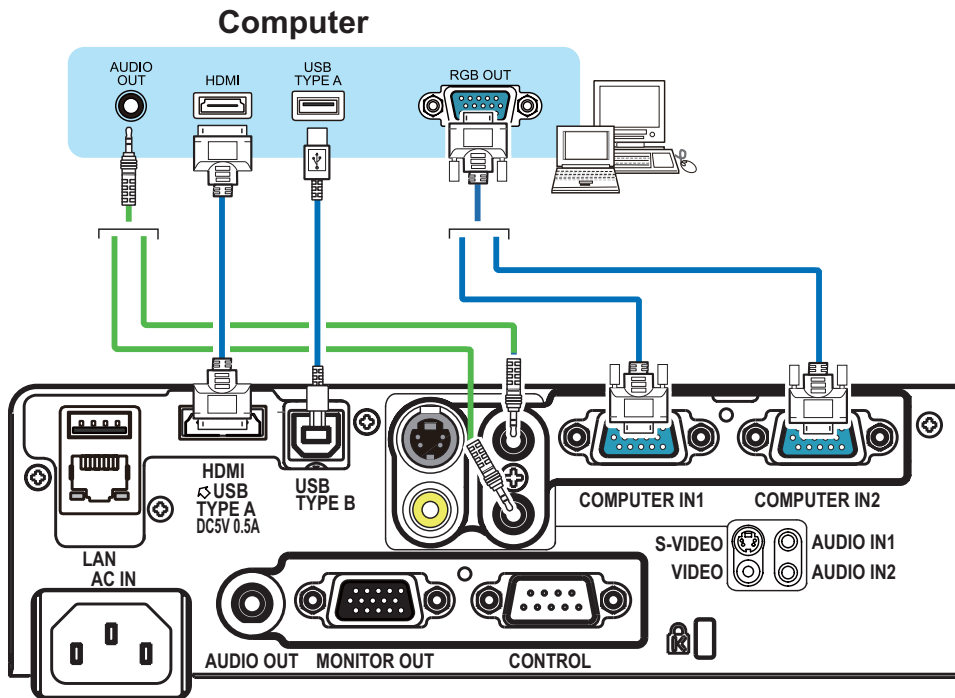 Computer
AUDIO
OUT
HDMI
USB
TYPE A
RGB OUT
HDMI
USB
TYPE A
DC5V 0.5A
USB
TYPE B
COMPUTER IN1
COMPUTER IN2
LAN
S-VIDEO
AUDIO IN1
VIDEO
AUDIO IN2
AC IN
AUDIO OUT
MONITOR OUT
CONTROL
K